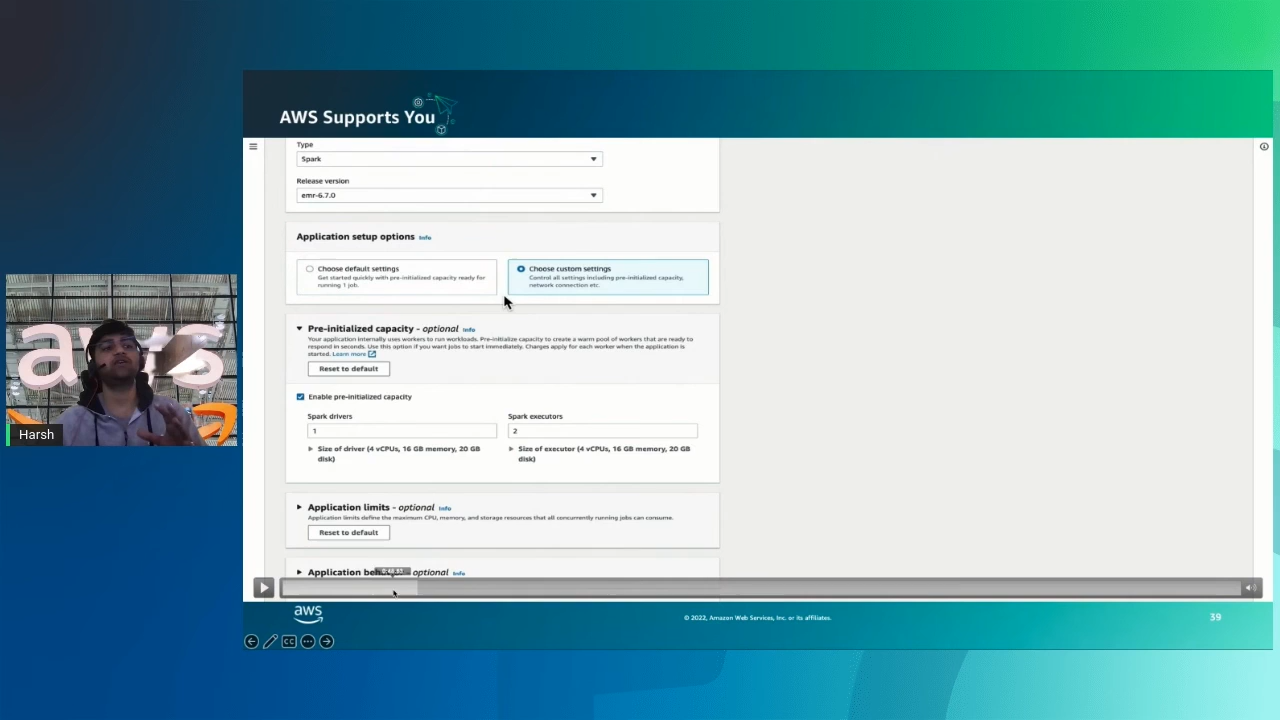 AWS Supports You
Type
Spark
Release version
emr-6.7.0
Application setup options Info
Choose default settings
Get started quickly with pre-initialized capacity ready for
running 1 job.
Choose custom settings
Control all settings including pre-initialized capacity,
network connection etc.
Pre-initialized capacity - optional Info
Your application internally uses workers to run workloads. Pre-initialize capacity to create a warm pool of workers that are ready to
respond in seconds. Use this option if you want jobs to start immediately. Charges apply for each worker when the application is
started. Learn more
Reset to default
Enable pre-initialized capacity
Spark drivers
1
Size of driver (4 vCPUs, 16 GB memory, 20 GB
disk)
Spark executors
2
Size of executor (4 vCPUs, 16 GB memory, 20 GB
disk)
Application limits - optional Info
Application limits define the maximum CPU, memory, and storage resources that all concurrently running jobs can consume.
Reset to default
Application optional Info
aws
© 2022, Amazon Web Services, Inc. or its affiliates.
39
CC
aws
Harsh